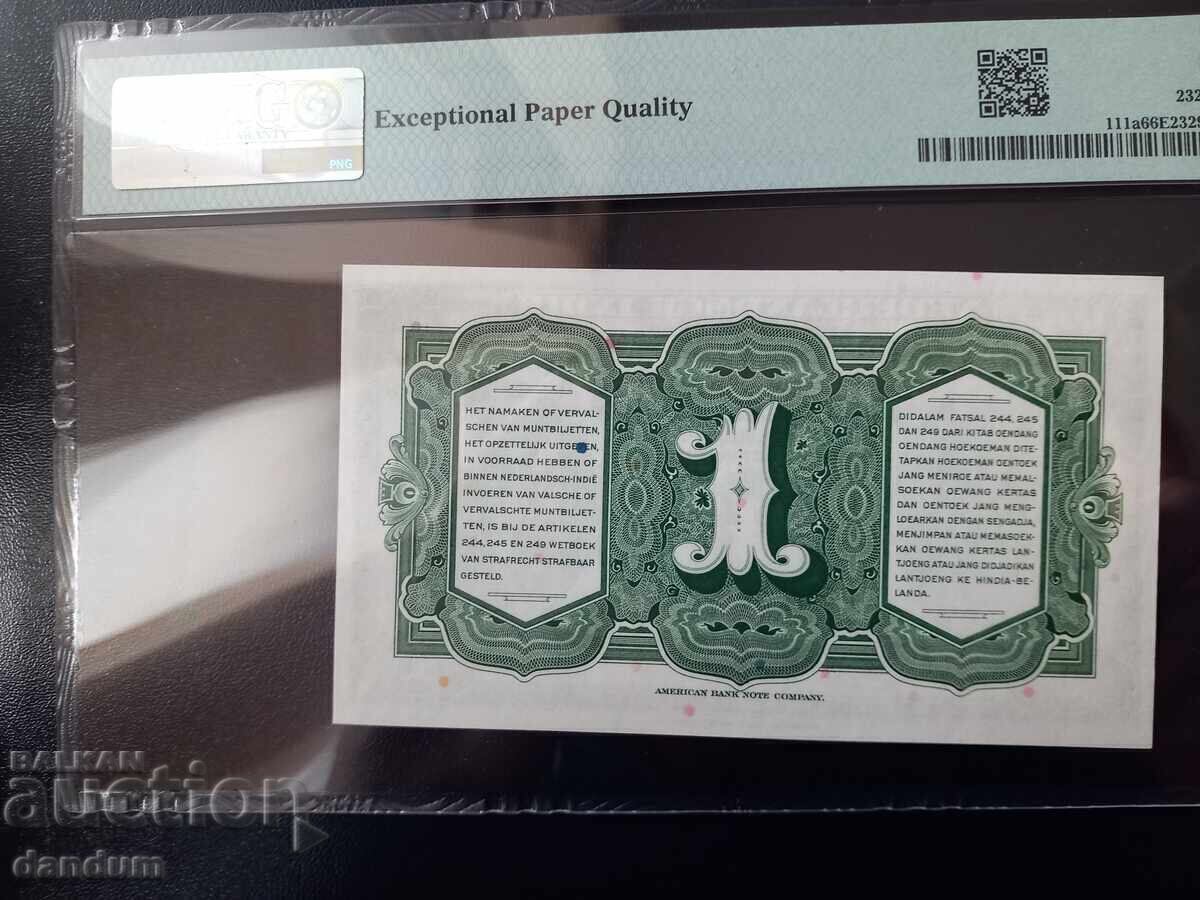 Exceptional Paper Quality
232
111a66E2329
PNG
HET NAMAKEN OF VERVAL-
SCHEN VAN MUNTBILJETTEN,
HET OPZETTELIJK UITGEVEN,
IN VOORRAAD HEBBEN OF
BINNEN NEDERLANDSCH-INDIË
INVOEREN VAN VALSCHE OF
VERVALSCHTE MUNTBILJET-
TEN, IS BIJ DE ARTIKELEN
244, 245 EN 249 WETBOEK
VAN STRAFRECHT STRAFBAAR
GESTELD.
1
DIDALAM FATSAL 244, 245
DAN 249 DARI KITAB OENDANG
OENDANG HOEKOEMAN DITE-
TAPKAN HOEKOEMAN OENTOEK
JANG MENIROE ATAU MEMAL-
SOEKAN OEWANG KERTAS
DAN OENTOEK JANG MENG-
LOEARKAN DENGAN SENGADJA,
MENJIMPAN ATAU MEMASOEK-
KAN OEWANG KERTAS LAN-
TJOENG ATAU JANG DIDJADIKAN
LANTJOENG KE HINDIA-BE-
LANDA.
AMERICAN BANK NOTE COMPANY.
BALKAN
auction
dandum